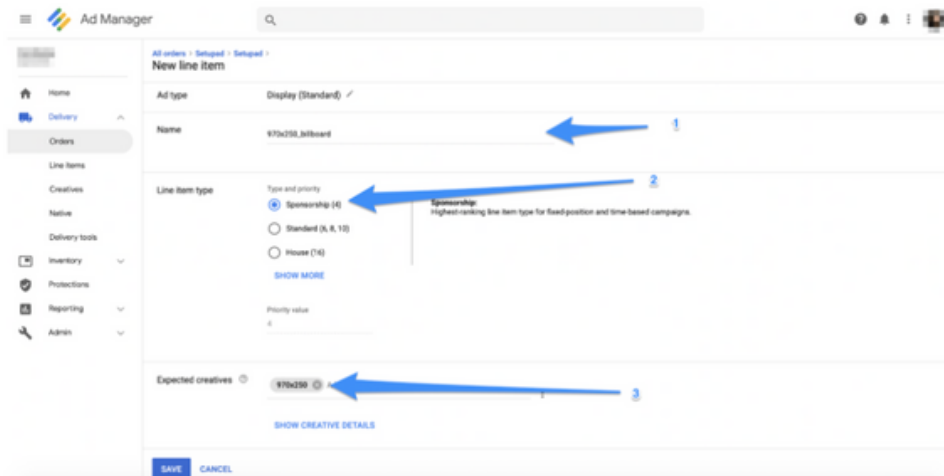 Ad Manager
All orders > Setupad > Setupad >
New line item
Home
Delivery
Orders
Line items
Creatives
Native
Delivery tools
Inventory
Protections
Reporting
Admin
Ad type
Display (Standard)
Name
970x250_billboard
1
Line item type
Type and priority
2
Sponsorship (4)
Standard (6, 8, 10)
House (16)
SHOW MORE
Sponsorship:
Highest-ranking line item type for fixed-position and time-based campaigns.
Priority value
4
Expected creatives
970x250
3
SHOW CREATIVE DETAILS
SAVE
CANCEL